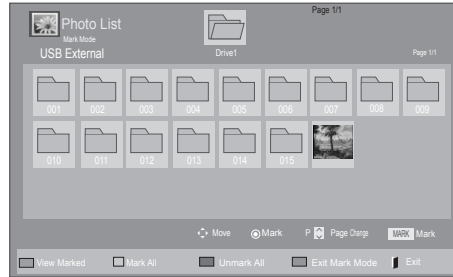 Page 1/1
Photo List
Mark Mode
USB External
Drive1
Page 1/1
001 002 003 004 005 006 007 008 009
010 011 012 013 014 015
Move Mark P Page Change MARK Mark
View Marked Mark All Unmark All Exit Mark Mode Exit